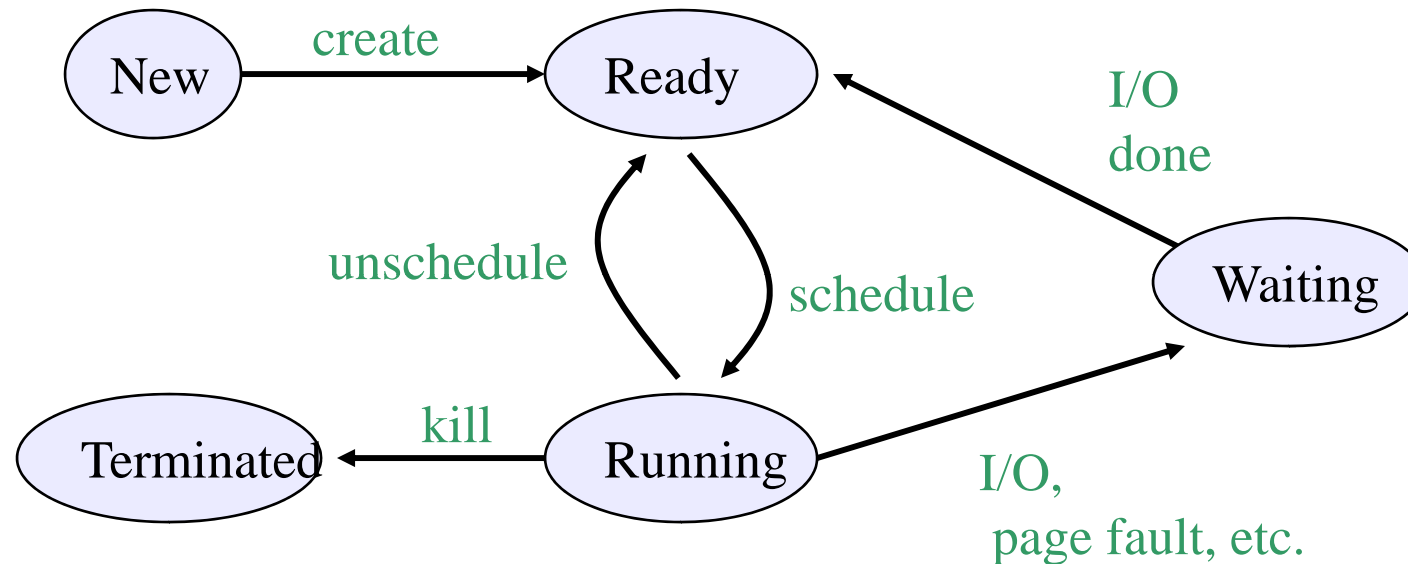 create
New
Ready
I/O
done
unschedule
schedule
Waiting
kill
Terminated
Running
I/O,
page fault, etc.